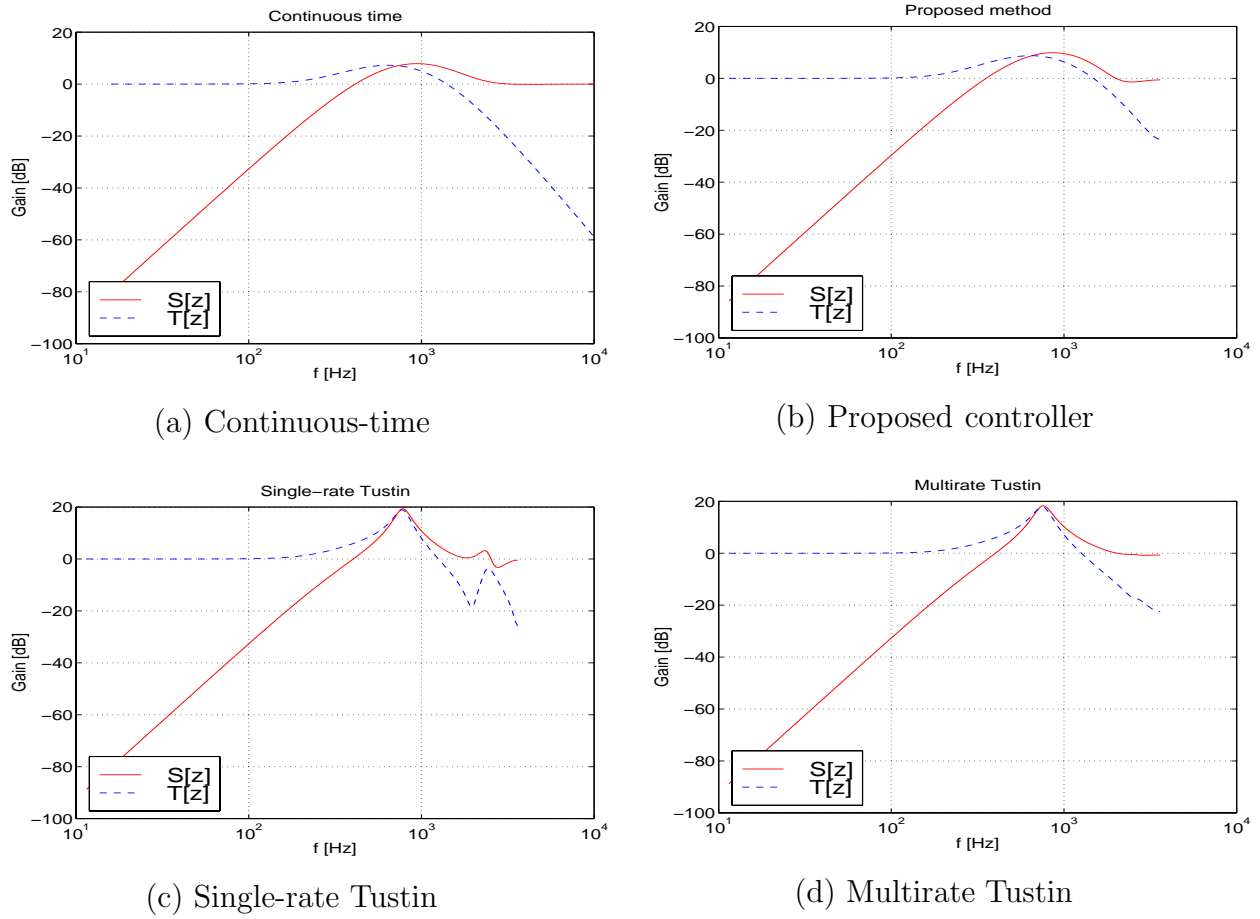 Continuous time
20
0
−20
−40
−60
−80
−100
Gain [dB]
S[z]
T[z]
10^1
10^2
10^3
10^4
f [Hz]
(a) Continuous-time
Proposed method
20
0
−20
−40
−60
−80
−100
Gain [dB]
S[z]
T[z]
10^1
10^2
10^3
10^4
f [Hz]
(b) Proposed controller
Single−rate Tustin
20
0
−20
−40
−60
−80
−100
Gain [dB]
S[z]
T[z]
10^1
10^2
10^3
10^4
f [Hz]
(c) Single-rate Tustin
Multirate Tustin
20
0
−20
−40
−60
−80
−100
Gain [dB]
S[z]
T[z]
10^1
10^2
10^3
10^4
f [Hz]
(d) Multirate Tustin